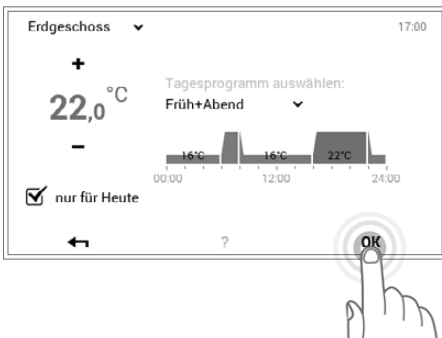 Erdgeschoss
17:00
+
22,0 °C
−
Tagesprogramm auswählen:
Früh+Abend
16°C 16°C 22°C
00:00 12:00 24:00
nur für Heute
? OK